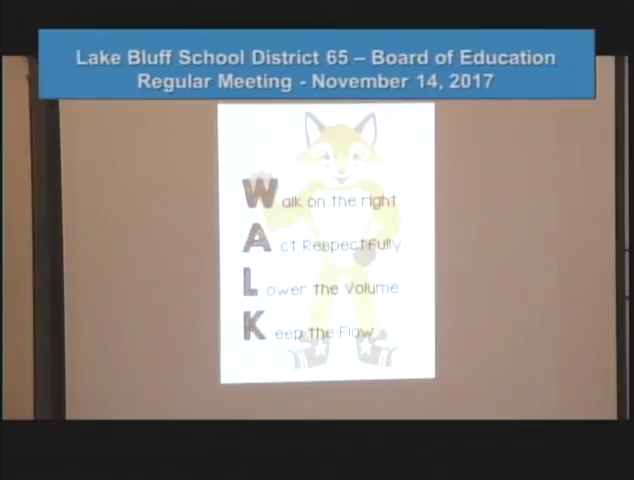 Lake Bluff School District 65 – Board of Education
Regular Meeting - November 14, 2017
Walk on the right
Act Respectfully
Lower the Volume
Keep the Flow